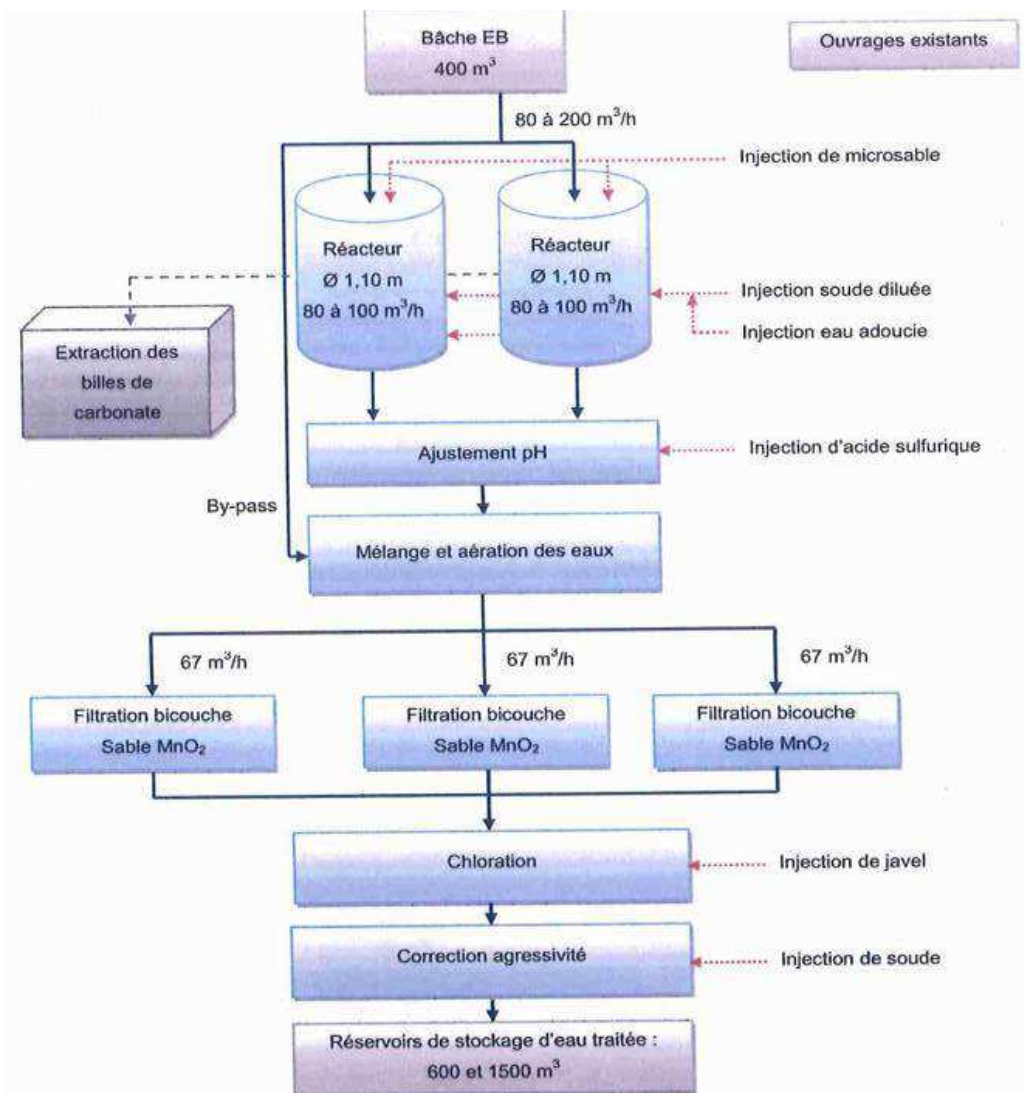 Bâche EB
400 m³
Ouvrages existants
80 à 200 m³/h
Injection de microsable
Réacteur
Ø 1,10 m
80 à 100 m³/h
Réacteur
Ø 1,10 m
80 à 100 m³/h
Injection soude diluée
Injection eau adoucie
Extraction des
billes de
carbonate
Ajustement pH
Injection d'acide sulfurique
By-pass
Mélange et aération des eaux
67 m³/h
67 m³/h
67 m³/h
Filtration bicouche
Sable MnO₂
Filtration bicouche
Sable MnO₂
Filtration bicouche
Sable MnO₂
Chloration
Injection de javel
Correction agressivité
Injection de soude
Réservoirs de stockage d'eau traitée :
600 et 1500 m³